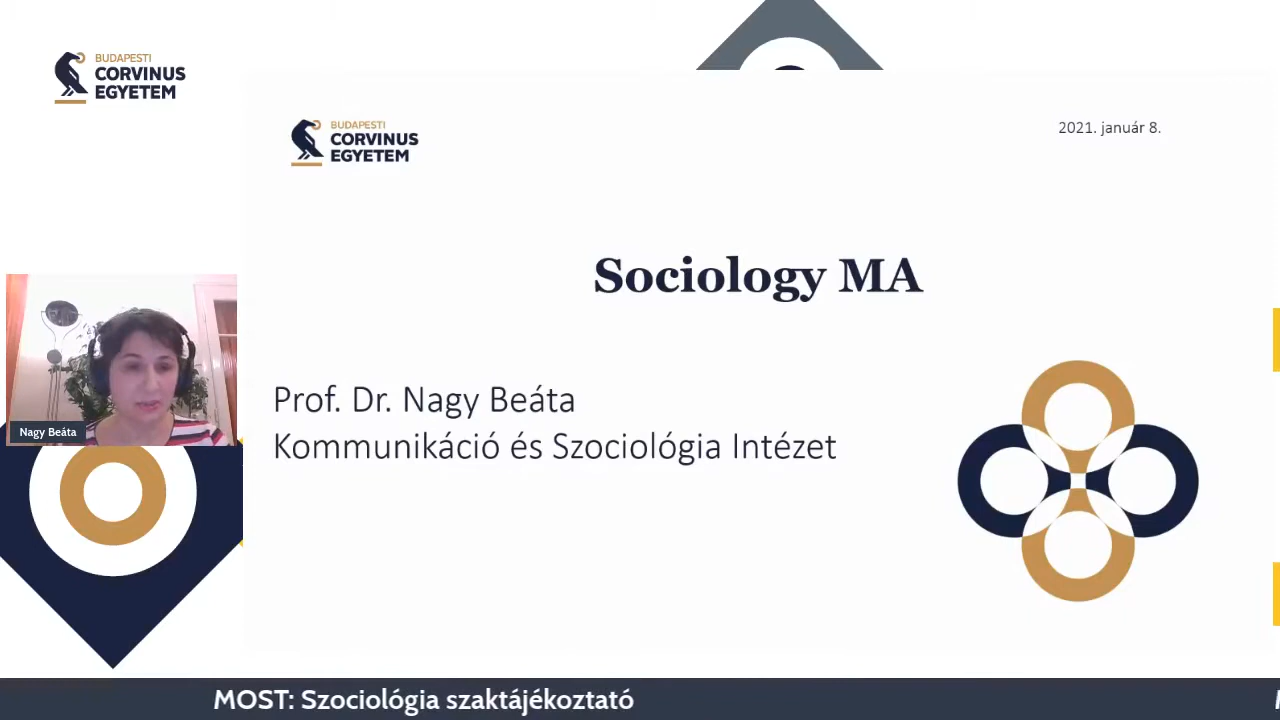 BUDAPESTI
CORVINUS
EGYETEM
BUDAPESTI
CORVINUS
EGYETEM
2021. január 8.
Sociology MA
Prof. Dr. Nagy Beáta
Kommunikáció és Szociológia Intézet
Nagy Beáta
MOST: Szociológia szaktájékoztató